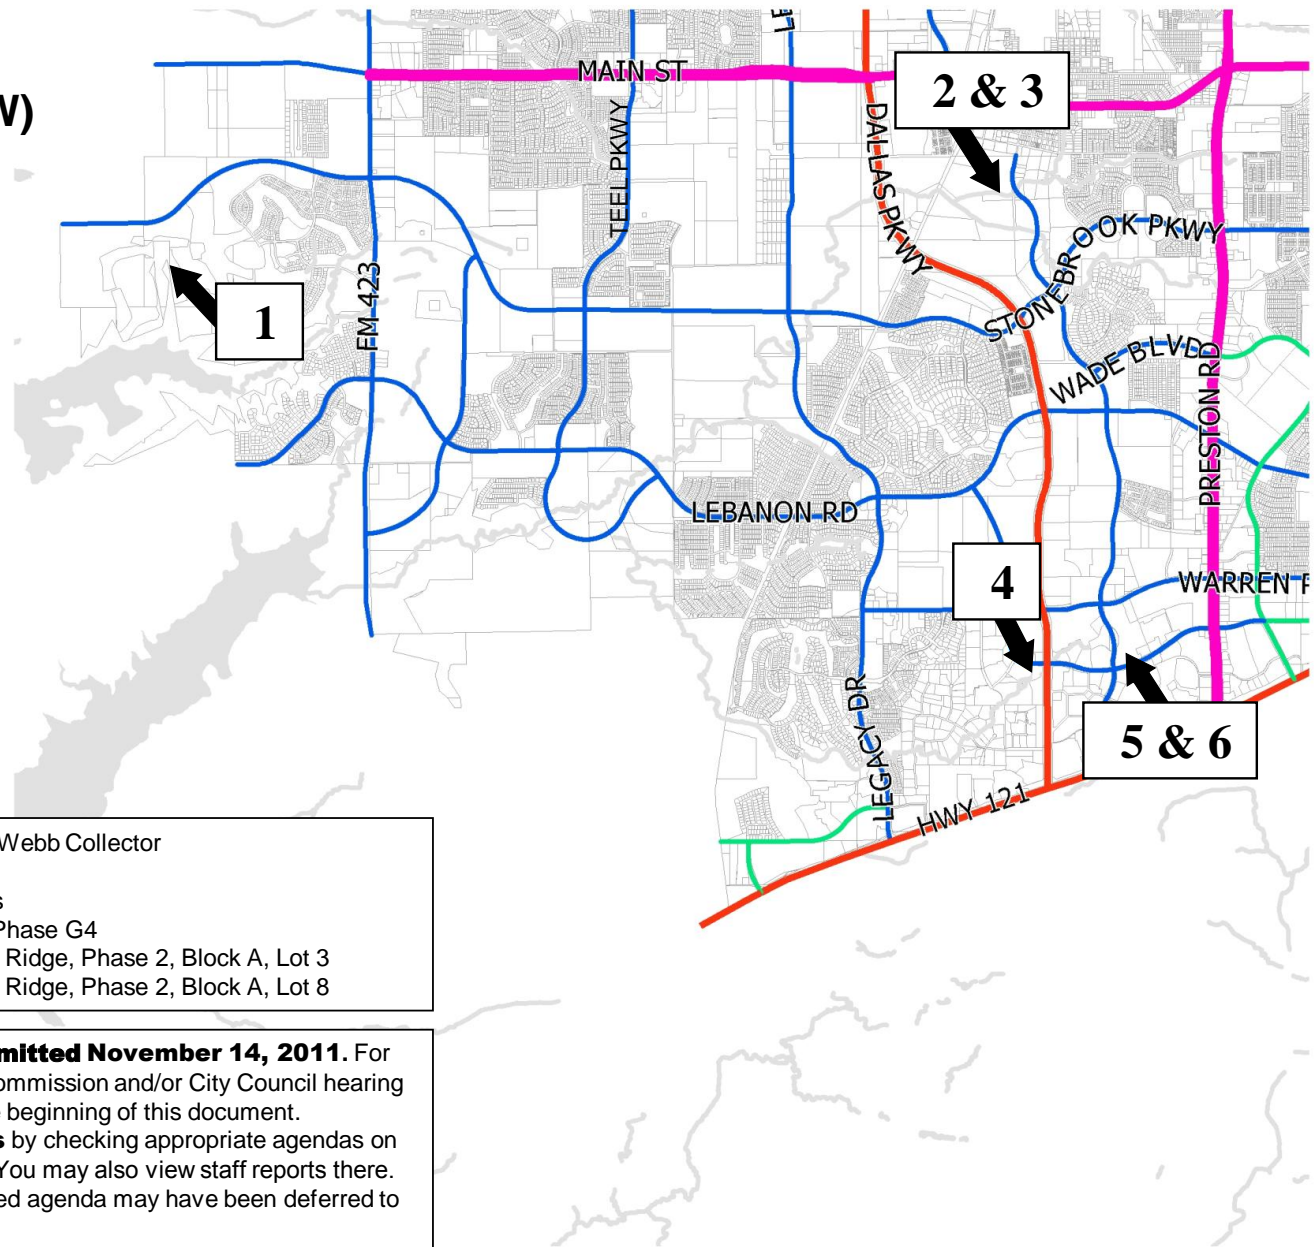 W)
MAIN ST
LE
2 & 3
DALLAS PKWY
TEEL PKWY
STONEBROOK PKWY
1
FM 423
WADE BLVD
PRESTON RD
LEBANON RD
4
WARREN P
LEGACY DR
5 & 6
HWY 121
Webb Collector
s
Phase G4
Ridge, Phase 2, Block A, Lot 3
Ridge, Phase 2, Block A, Lot 8
mitted November 14, 2011. For
ommission and/or City Council hearing
e beginning of this document.
s by checking appropriate agendas on
You may also view staff reports there.
ed agenda may have been deferred to